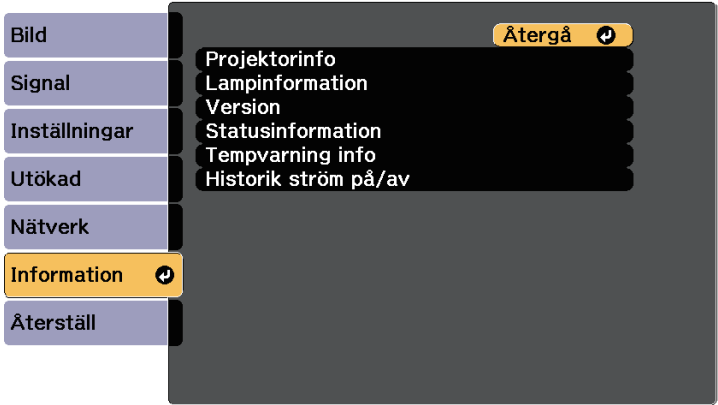 Bild
Signal
Inställningar
Utökad
Nätverk
Information
Återställ
Återgå
Projektorinfo
Lampinformation
Version
Statusinformation
Tempvarning info
Historik ström på/av